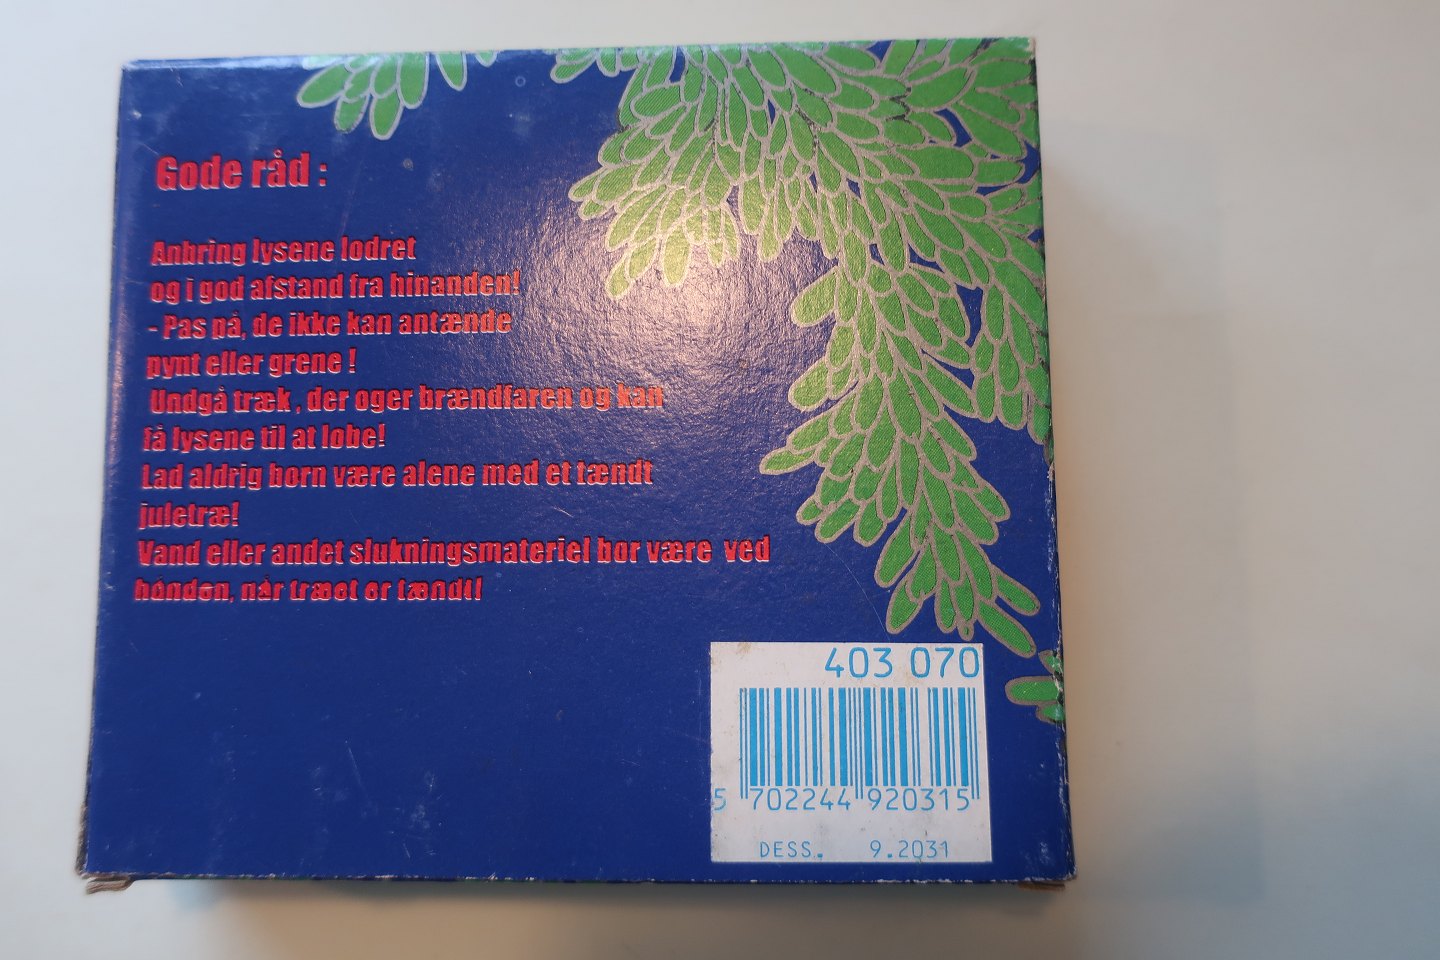 Gode råd :
Anbring lysene lodret
og i god afstand fra hinanden!
- Pas på, de ikke kan antænde
pynt eller grene !
Undgå træk , der øger brændfaren og kan
få lysene til at løbe!
Lad aldrig børn være alene med et tændt
juletræ!
Vand eller andet slukningsmateriel bør være ved
hånden, når træet er tændt!
403 070
5 702244 920315
DESS. 9.2031